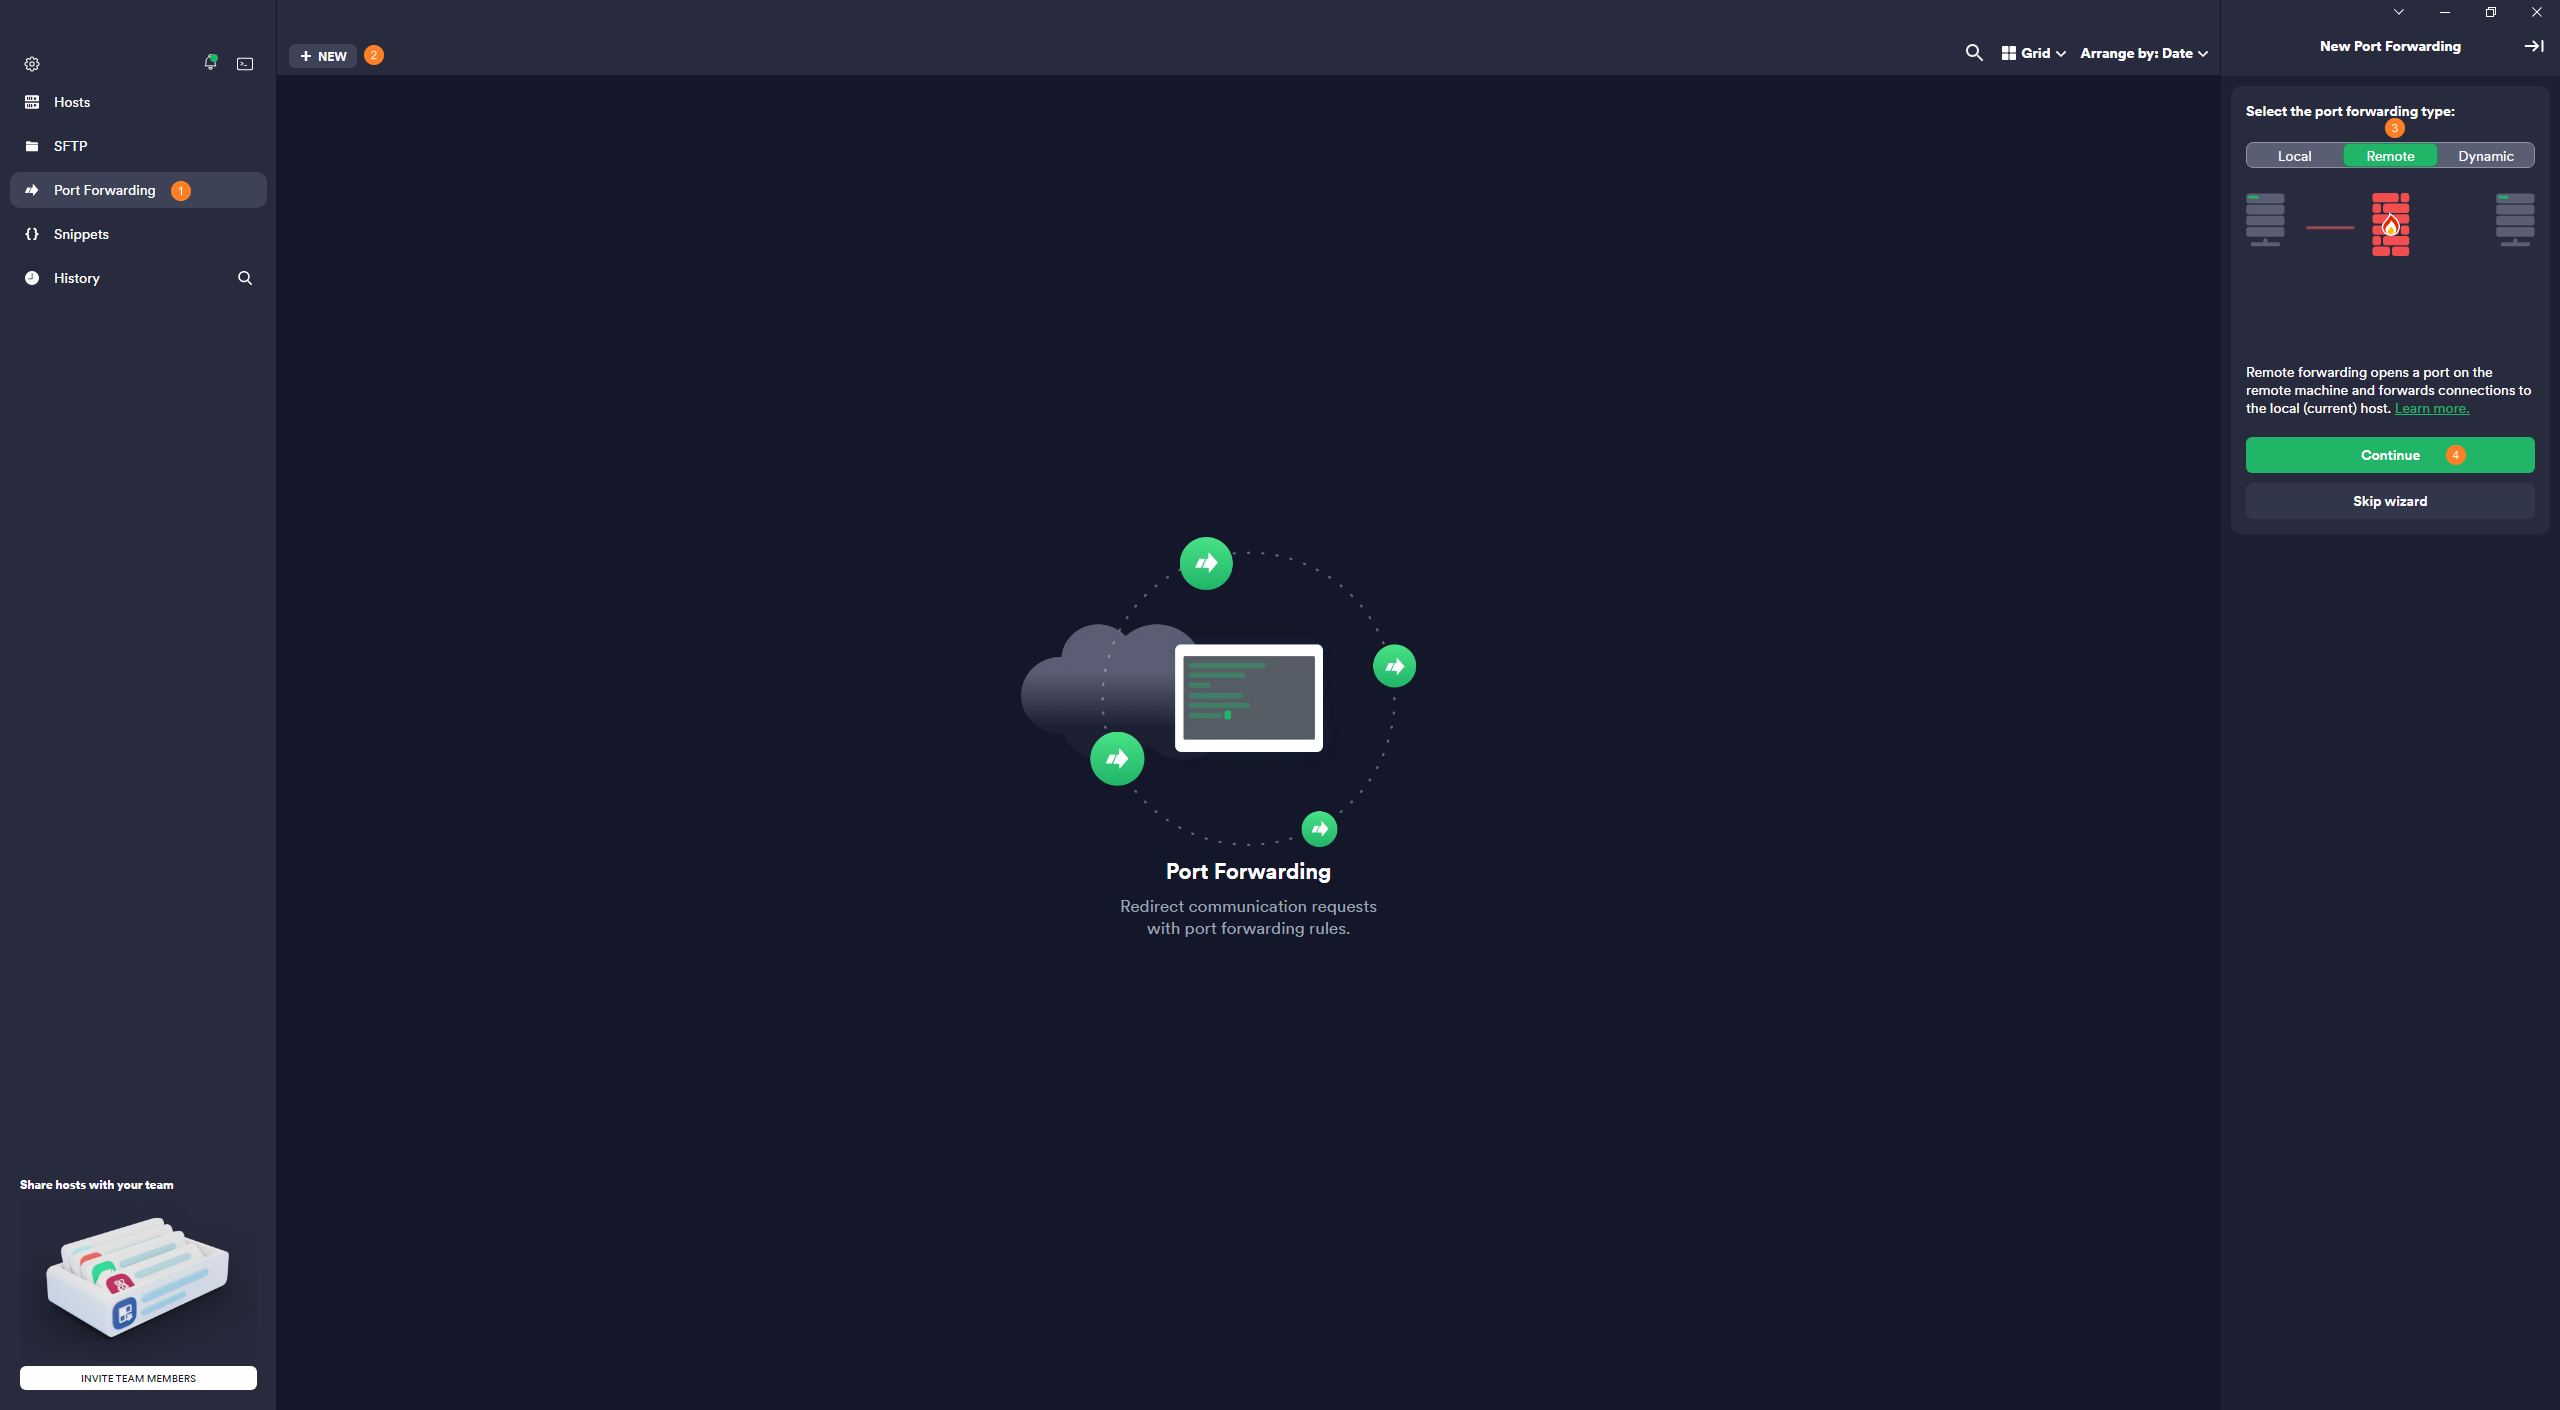 Hosts
SFTP
Port Forwarding 1
Snippets
History
Share hosts with your team
INVITE TEAM MEMBERS
NEW 2
Grid
Arrange by: Date
Port Forwarding
Redirect communication requests
with port forwarding rules.
New Port Forwarding
Select the port forwarding type:
3
Local Remote Dynamic
Remote forwarding opens a port on the
remote machine and forwards connections to
the local (current) host. Learn more.
Continue 4
Skip wizard